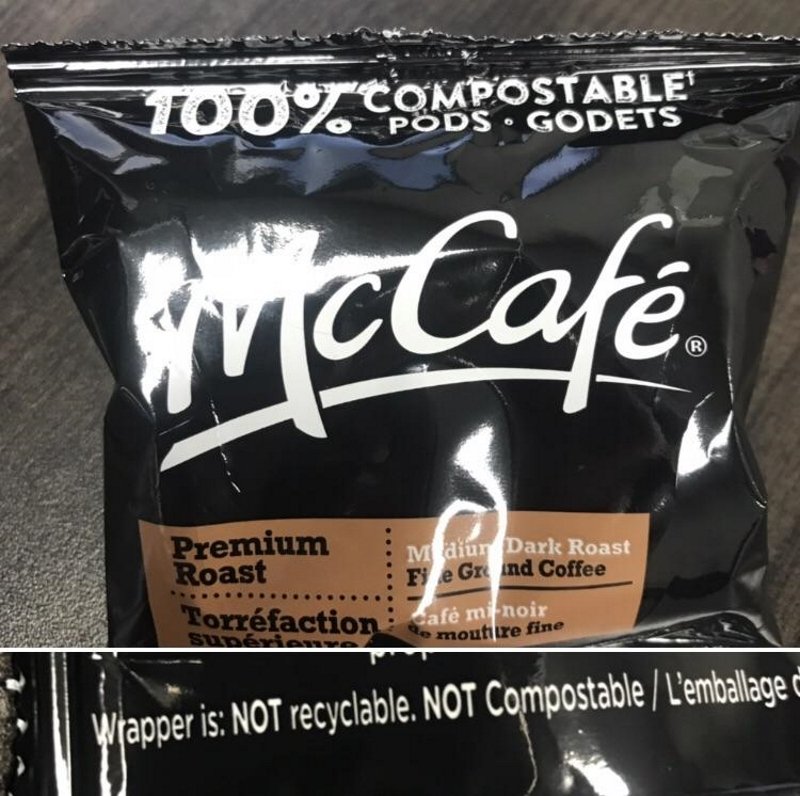 100% COMPOSTABLE†
PODS • GODETS
McCafé®
Premium
Roast
Medium Dark Roast
Fine Ground Coffee
Torréfaction
supérieure
Café mi-noir
de mouture fine
Wrapper is: NOT recyclable. NOT Compostable / L'emballage